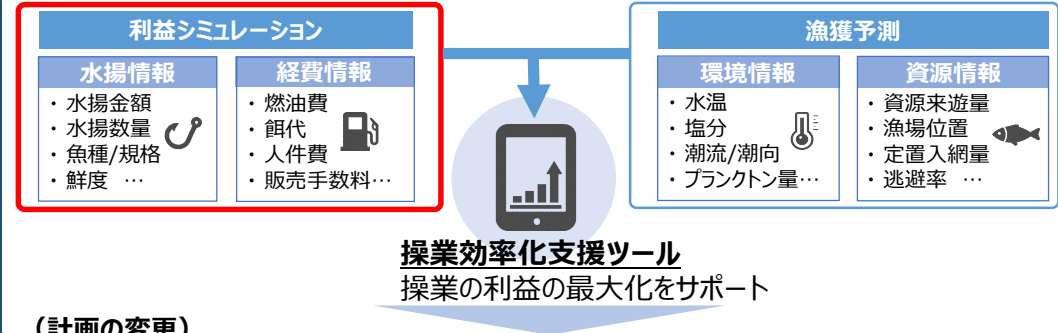 利益シミュレーション
水揚情報
・水揚金額
・水揚数量
・魚種/規格
・鮮度 …
経費情報
・燃油費
・餌代
・人件費
・販売手数料…
漁獲予測
環境情報
・水温
・塩分
・潮流/潮向
・プランクトン量…
資源情報
・資源来遊量
・漁場位置
・定置入網量
・逃避率 …
操業効率化支援ツール
操業の利益の最大化をサポート
（計画の変更）